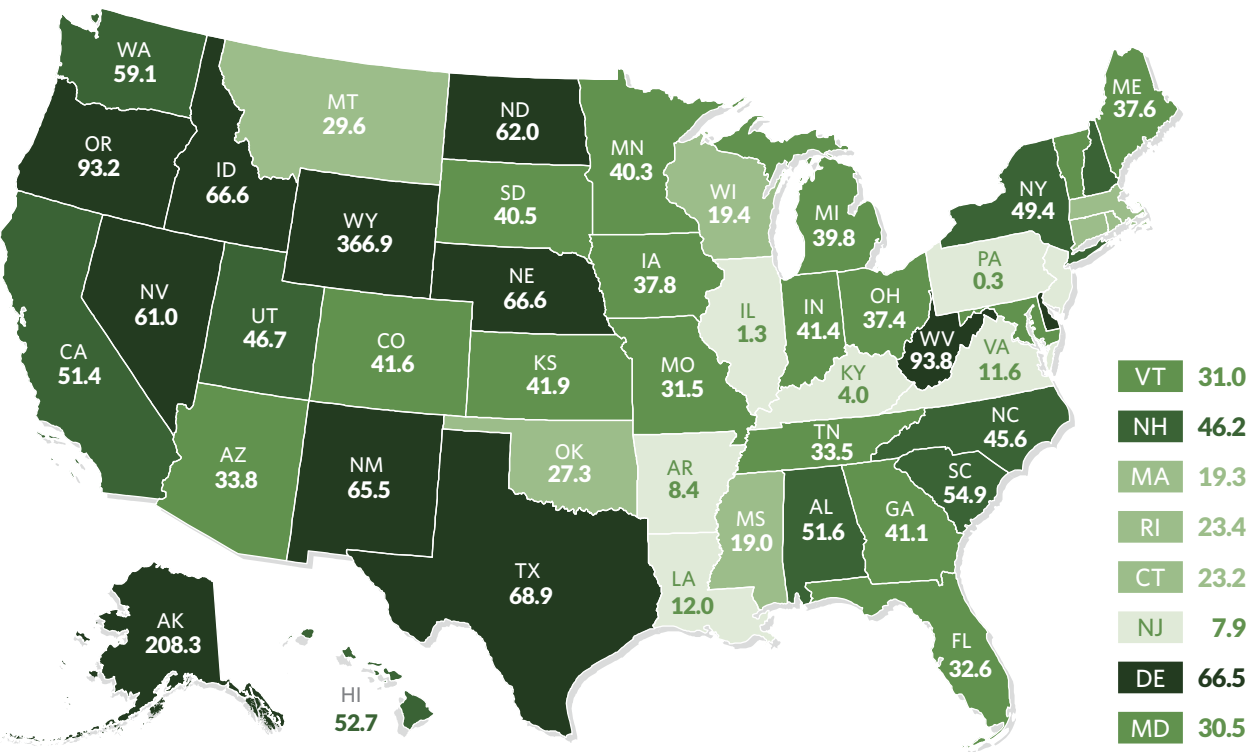 WA
59.1
OR
93.2
ID
66.6
MT
29.6
ND
62.0
MN
40.3
WY
366.9
SD
40.5
WI
19.4
MI
39.8
ME
37.6
NY
49.4
NV
61.0
UT
46.7
CA
51.4
CO
41.6
NE
66.6
IA
37.8
IL
1.3
IN
41.4
OH
37.4
PA
0.3
WV
93.8
VA
11.6
KS
41.9
MO
31.5
KY
4.0
NC
45.6
TN
33.5
SC
54.9
AZ
33.8
NM
65.5
OK
27.3
AR
8.4
MS
19.0
AL
51.6
GA
41.1
TX
68.9
LA
12.0
FL
32.6
AK
208.3
HI
52.7
VT 31.0
NH 46.2
MA 19.3
RI 23.4
CT 23.2
NJ 7.9
DE 66.5
MD 30.5